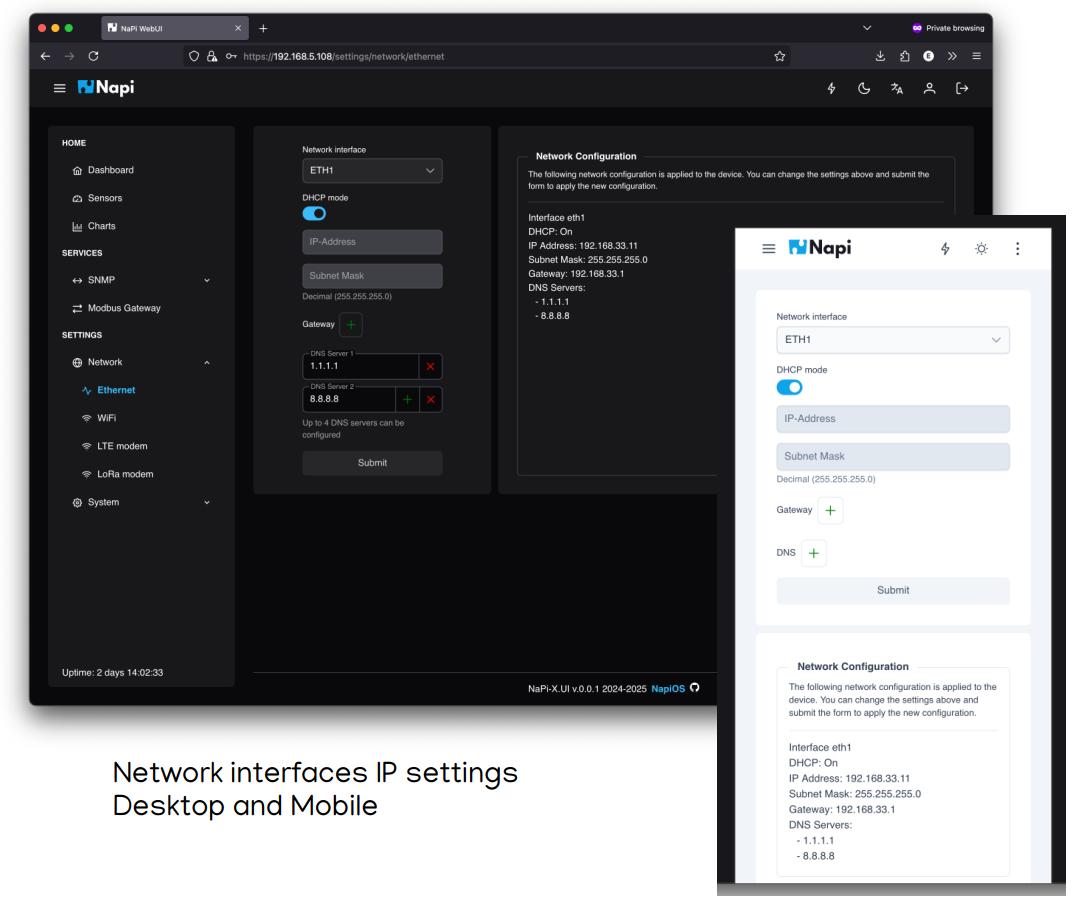 NaPi WebUI
Private browsing
https://192.168.5.108/settings/network/ethernet
E
Napi
HOME
Dashboard
Sensors
Charts
SERVICES
SNMP
Modbus Gateway
SETTINGS
Network
Ethernet
WiFi
LTE modem
LoRa modem
System
Uptime: 2 days 14:02:33
Network interface
ETH1
DHCP mode
IP-Address
Subnet Mask
Decimal (255.255.255.0)
Gateway
DNS Server 1
1.1.1.1
DNS Server 2
8.8.8.8
Up to 4 DNS servers can be
configured
Submit
Network Configuration
The following network configuration is applied to the device. You can change the settings above and submit the
form to apply the new configuration.
Interface eth1
DHCP: On
IP Address: 192.168.33.11
Subnet Mask: 255.255.255.0
Gateway: 192.168.33.1
DNS Servers:
- 1.1.1.1
- 8.8.8.8
NaPi-X.UI v.0.0.1 2024-2025 NapiOS
Napi
Network interface
ETH1
DHCP mode
IP-Address
Subnet Mask
Decimal (255.255.255.0)
Gateway
DNS
Submit
Network Configuration
The following network configuration is applied to the
device. You can change the settings above and
submit the form to apply the new configuration.
Interface eth1
DHCP: On
IP Address: 192.168.33.11
Subnet Mask: 255.255.255.0
Gateway: 192.168.33.1
DNS Servers:
- 1.1.1.1
- 8.8.8.8
Network interfaces IP settings
Desktop and Mobile